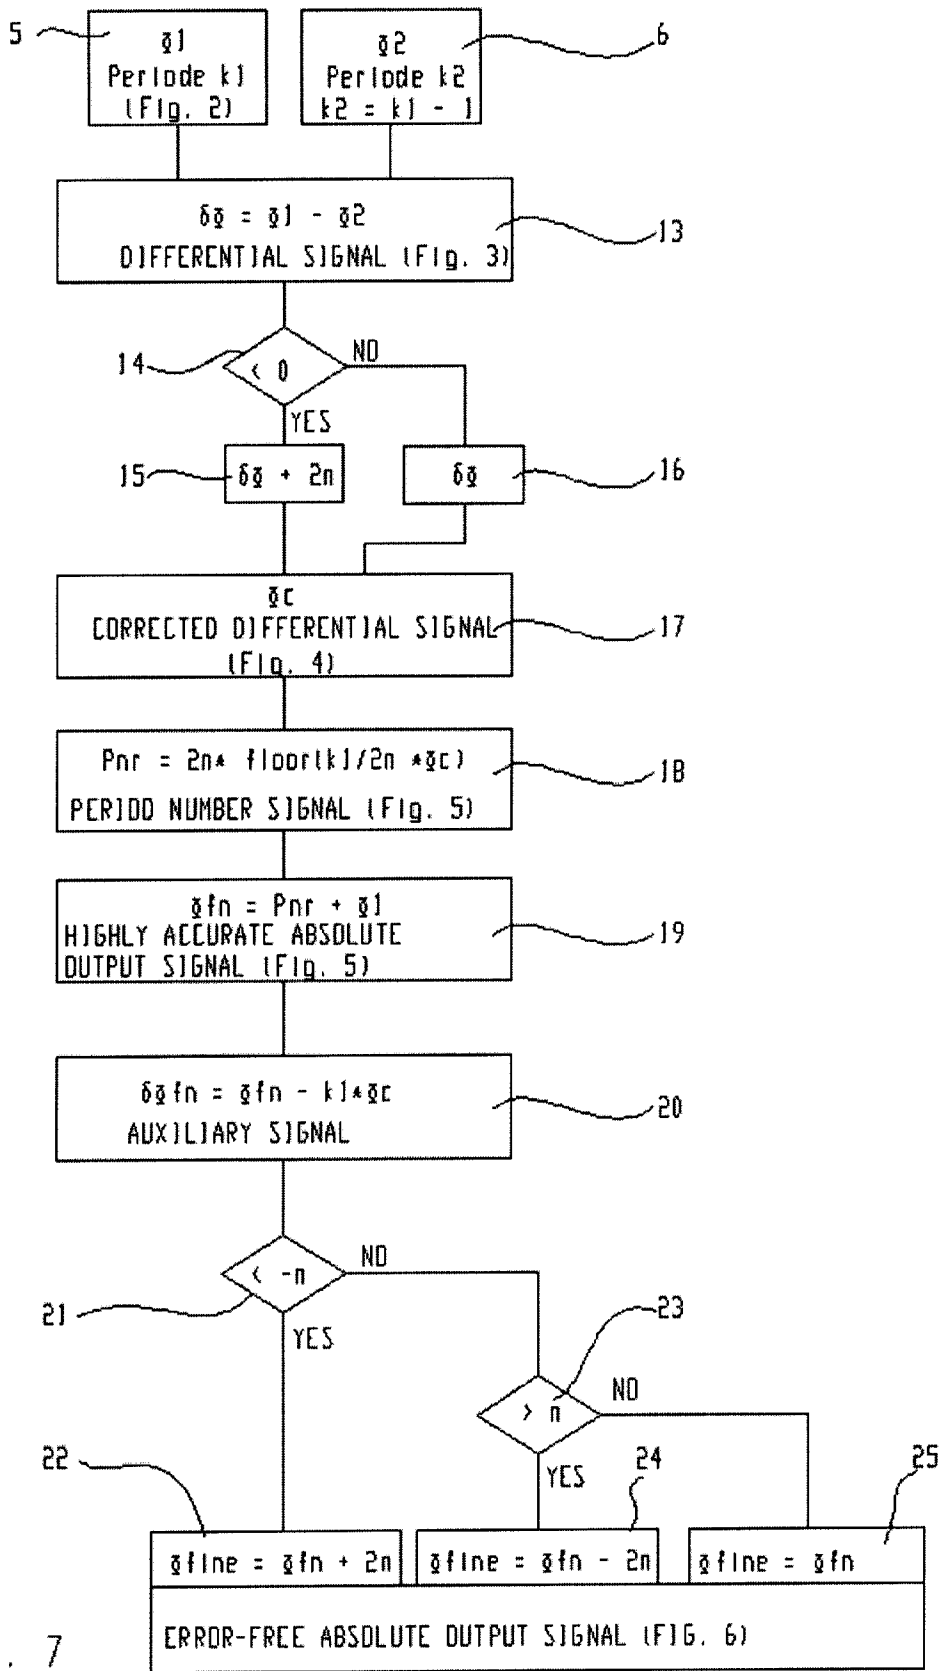 5
Φ1
Periode k1
(Fig. 2)
6
Φ2
Periode k2
k2 = k1 - 1
δΦ = Φ1 - Φ2
DIFFERENTIAL SIGNAL (Fig. 3)
13
14
< 0
NO
YES
15
δΦ + 2π
δΦ
16
Φc
CORRECTED DIFFERENTIAL SIGNAL
(Fig. 4)
17
Pnr = 2π* floor(k1/2π *Φc)
PERIOD NUMBER SIGNAL (Fig. 5)
18
Φfn = Pnr + Φ1
HIGHLY ACCURATE ABSOLUTE
OUTPUT SIGNAL (Fig. 5)
19
δΦfn = Φfn - k1*Φc
AUXILIARY SIGNAL
20
< -π
NO
21
YES
23
> π
NO
22
YES
24
25
Φfine = Φfn + 2π
Φfine = Φfn - 2π
Φfine = Φfn
ERROR-FREE ABSOLUTE OUTPUT SIGNAL (FIG. 6)
. 7